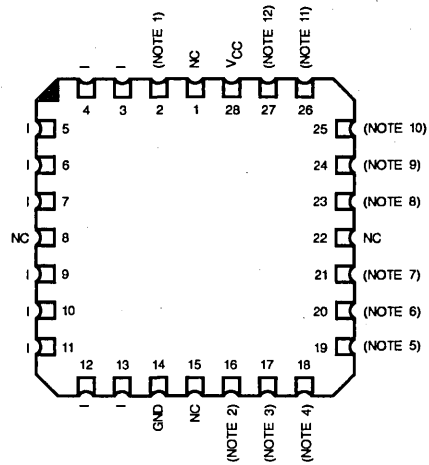 I I (NOTE 1) NC VCC (NOTE 12) (NOTE 11)
4 3 2 1 28 27 26
I 5 25 (NOTE 10)
I 6 24 (NOTE 9)
I 7 23 (NOTE 8)
NC 8 22 NC
I 9 21 (NOTE 7)
I 10 20 (NOTE 6)
I 11 19 (NOTE 5)
12 13 14 15 16 17 18
I I GND NC (NOTE 2) (NOTE 3) (NOTE 4)